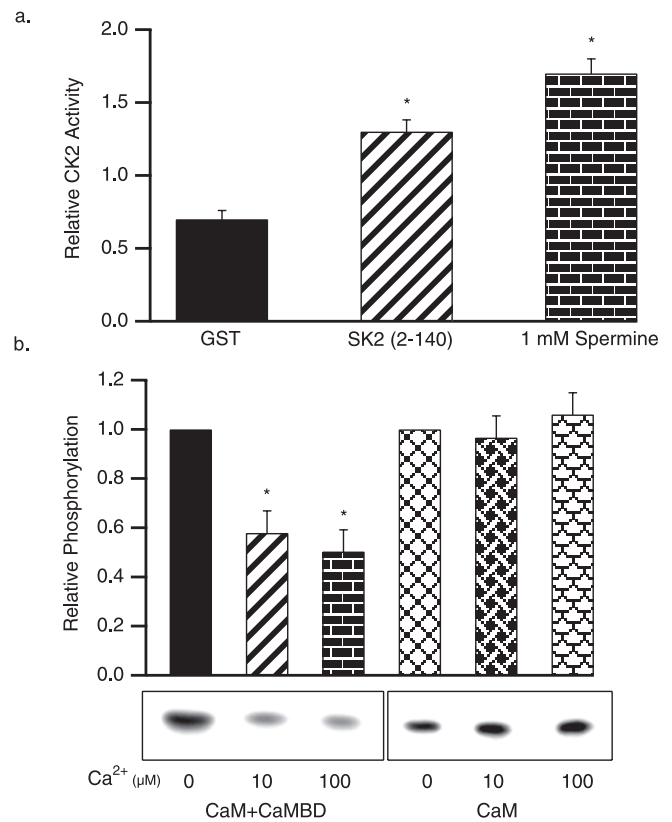 a.
2.0
1.5
1.0
0.5
0.0
Relative CK2 Activity
*
*
GST SK2 (2-140) 1 mM Spermine
b.
1.2
1.0
0.8
0.6
0.4
0.2
0.0
Relative Phosphorylation
*
*
Ca²⁺ (μM) 0 10 100 0 10 100
CaM+CaMBD CaM